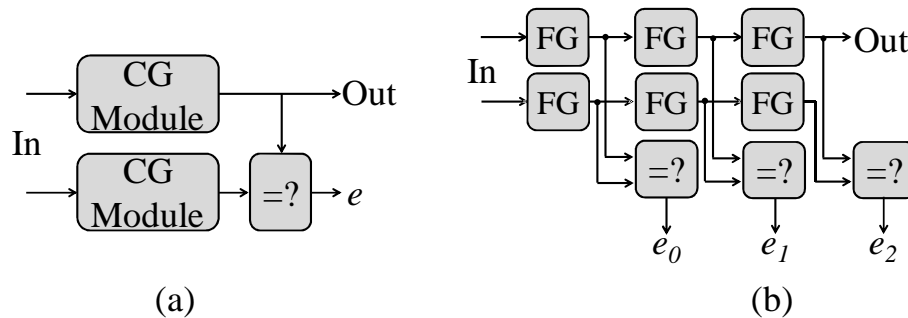 CG Module
Out
In
CG Module
=?
e
(a)
FG FG FG Out
In
FG FG FG
=? =? =?
e0 e1 e2
(b)